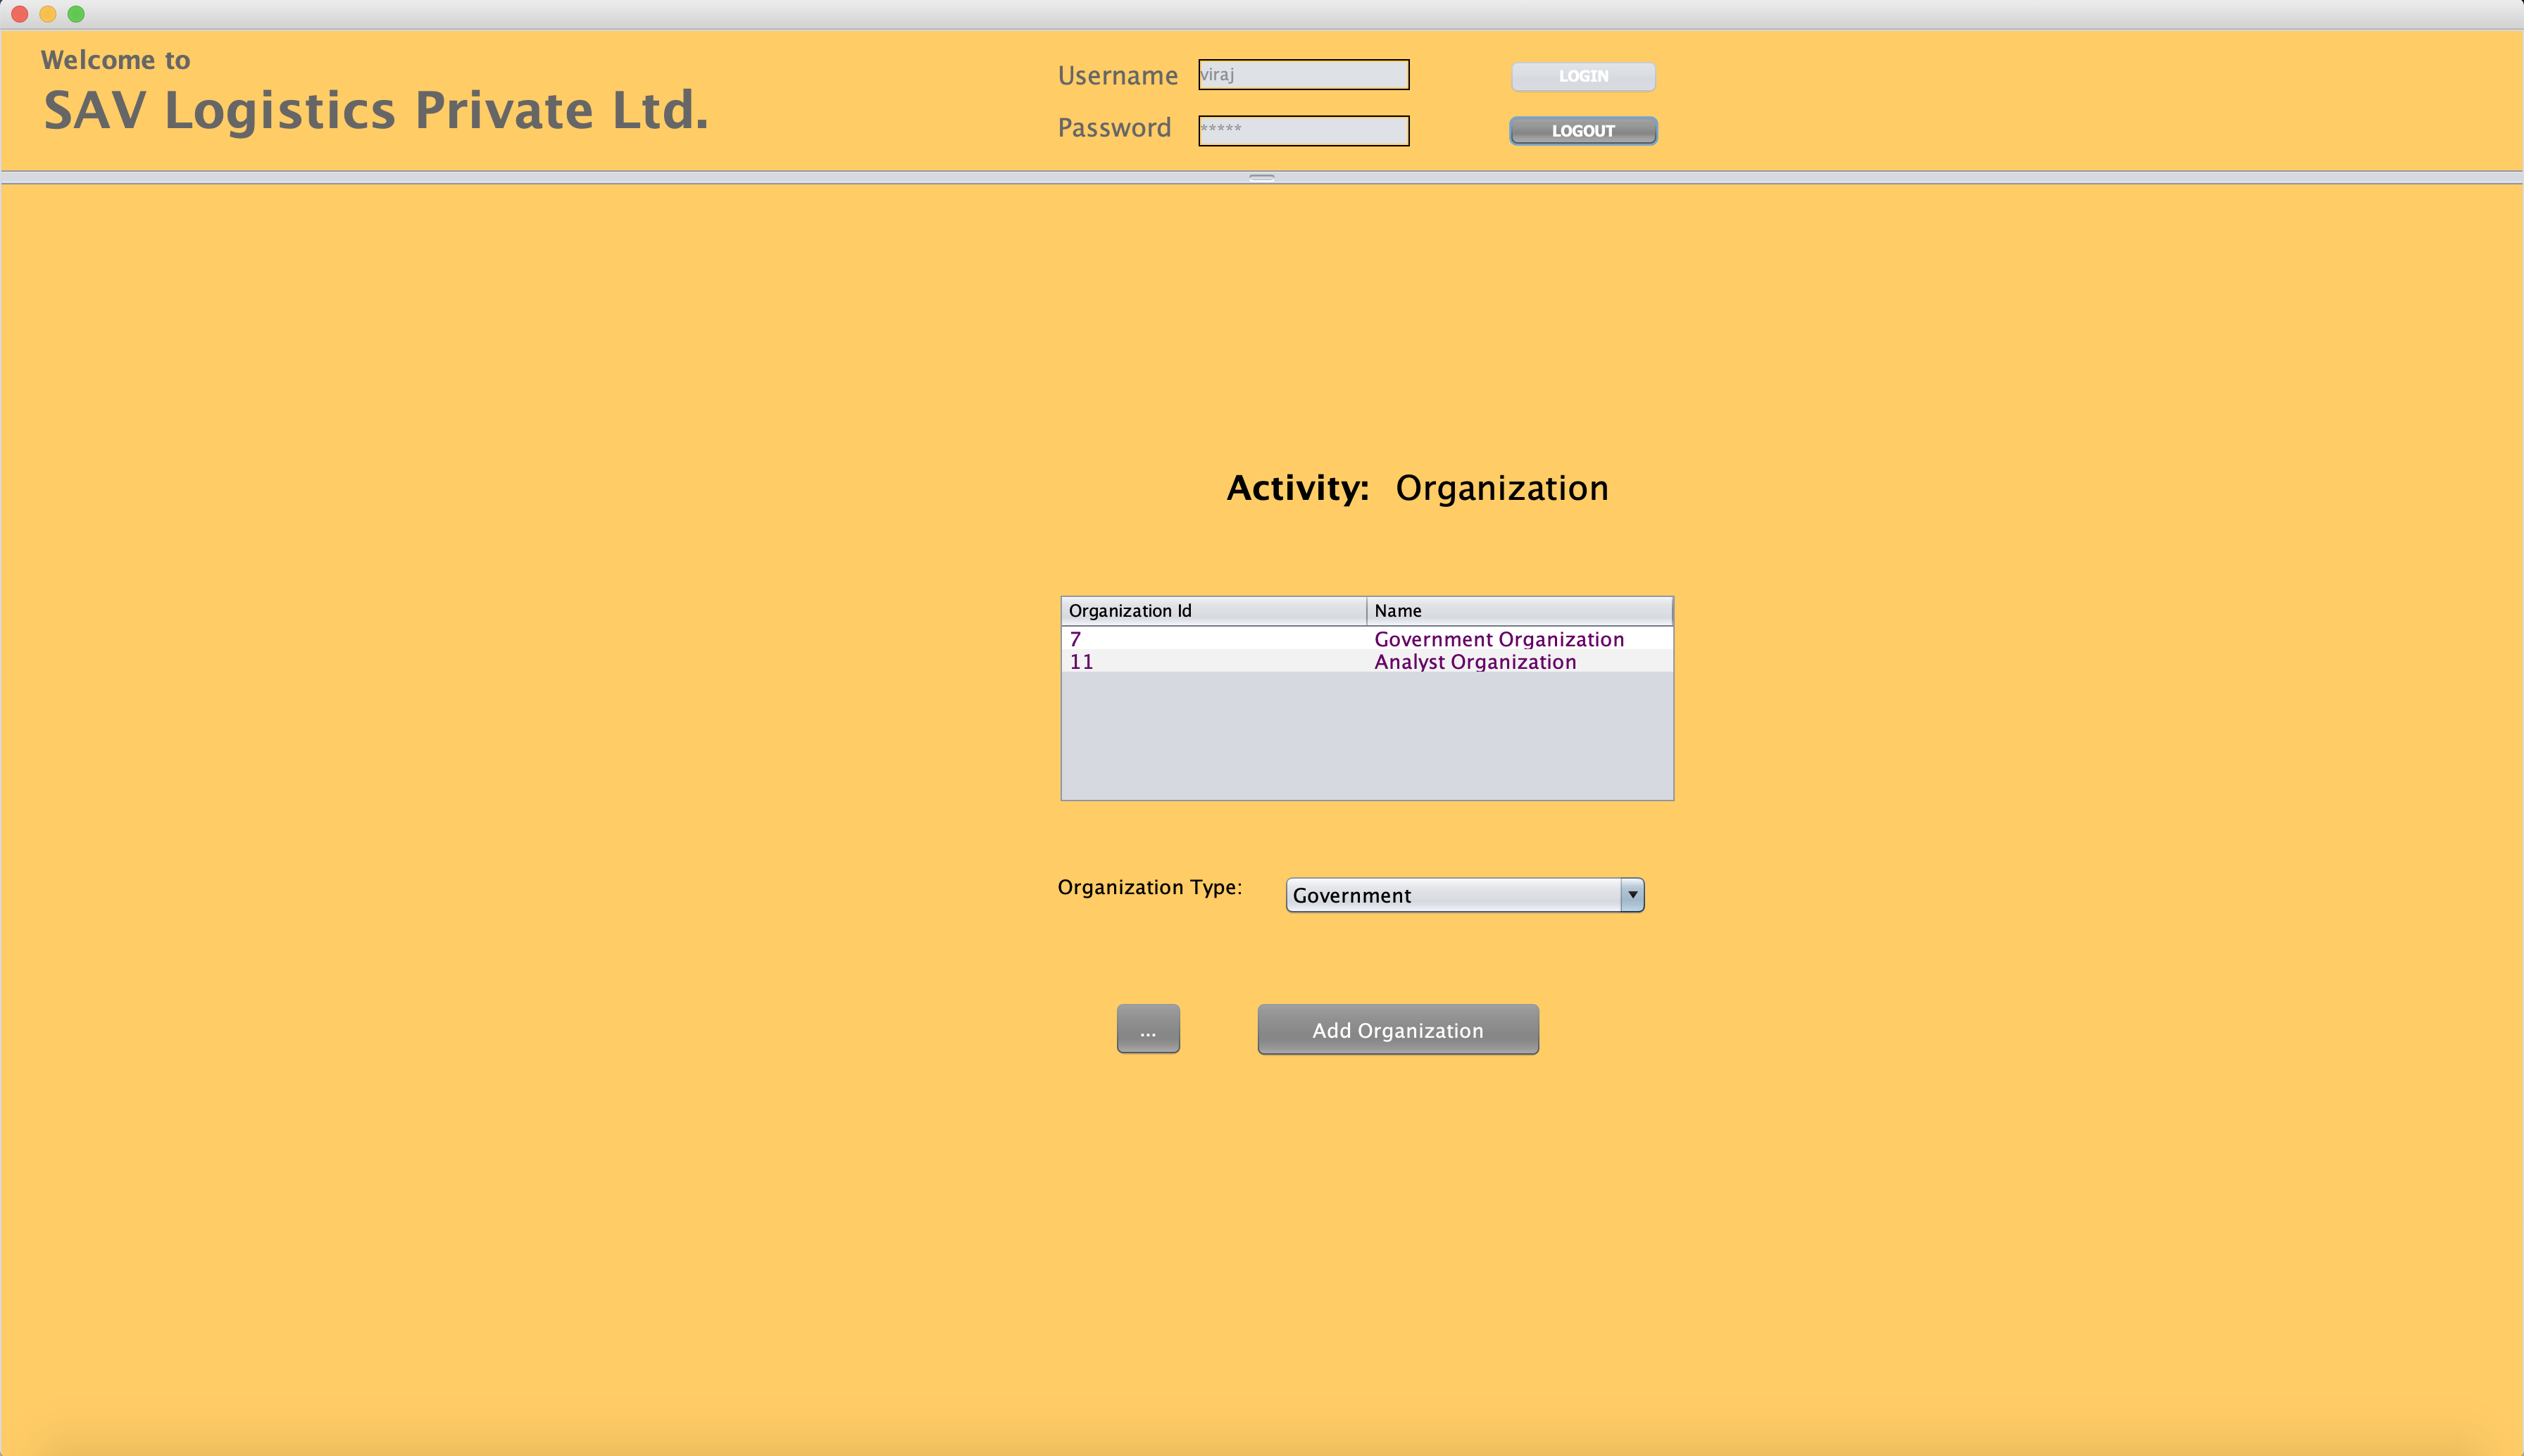 Welcome to
SAV Logistics Private Ltd.
Username viraj LOGIN
Password ***** LOGOUT
Activity: Organization
Organization Id Name
7 Government Organization
11 Analyst Organization
Organization Type: Government
... Add Organization